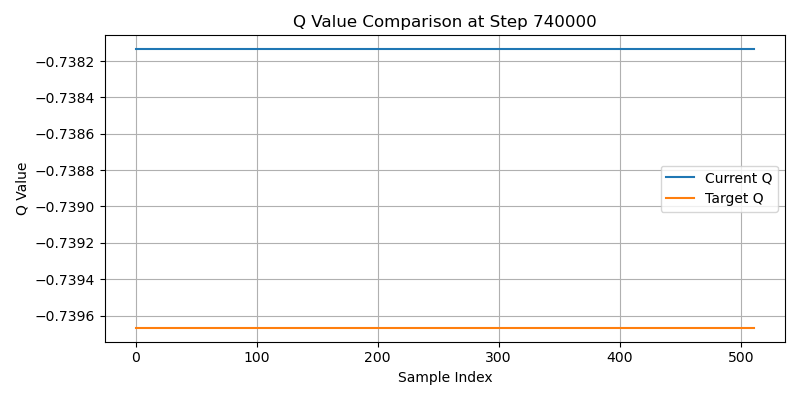 Q Value Comparison at Step 740000
−0.7382
−0.7384
−0.7386
−0.7388
−0.7390
−0.7392
−0.7394
−0.7396
Q Value
Current Q
Target Q
0 100 200 300 400 500
Sample Index